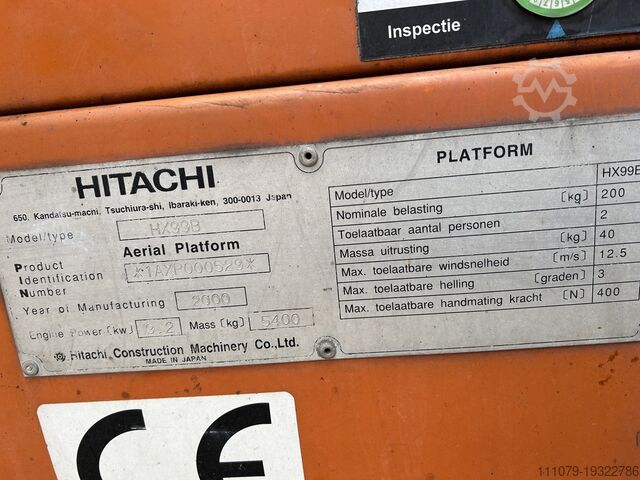 Inspectie
HITACHI
650, Kandatsu-machi, Tsuchiura-shi, Ibaraki-ken, 300-0013 Japan
Model/type HX99B
Aerial Platform
Product
Identification *1AXP000529*
Number
Year of Manufacturing 2000
Engine Power (kw) Mass (kg) 5400
Hitachi Construction Machinery Co., Ltd.
MADE IN JAPAN
PLATFORM
Model/type HX99B
Nominale belasting (kg) 200
Toelaatbaar aantal personen 2
Massa uitrusting (kg) 40
Max. toelaatbare windsnelheid (m/s) 12.5
Max. toelaatbare helling (graden) 3
Max. toelaatbare handmating kracht (N) 400
CE
111079-19322786